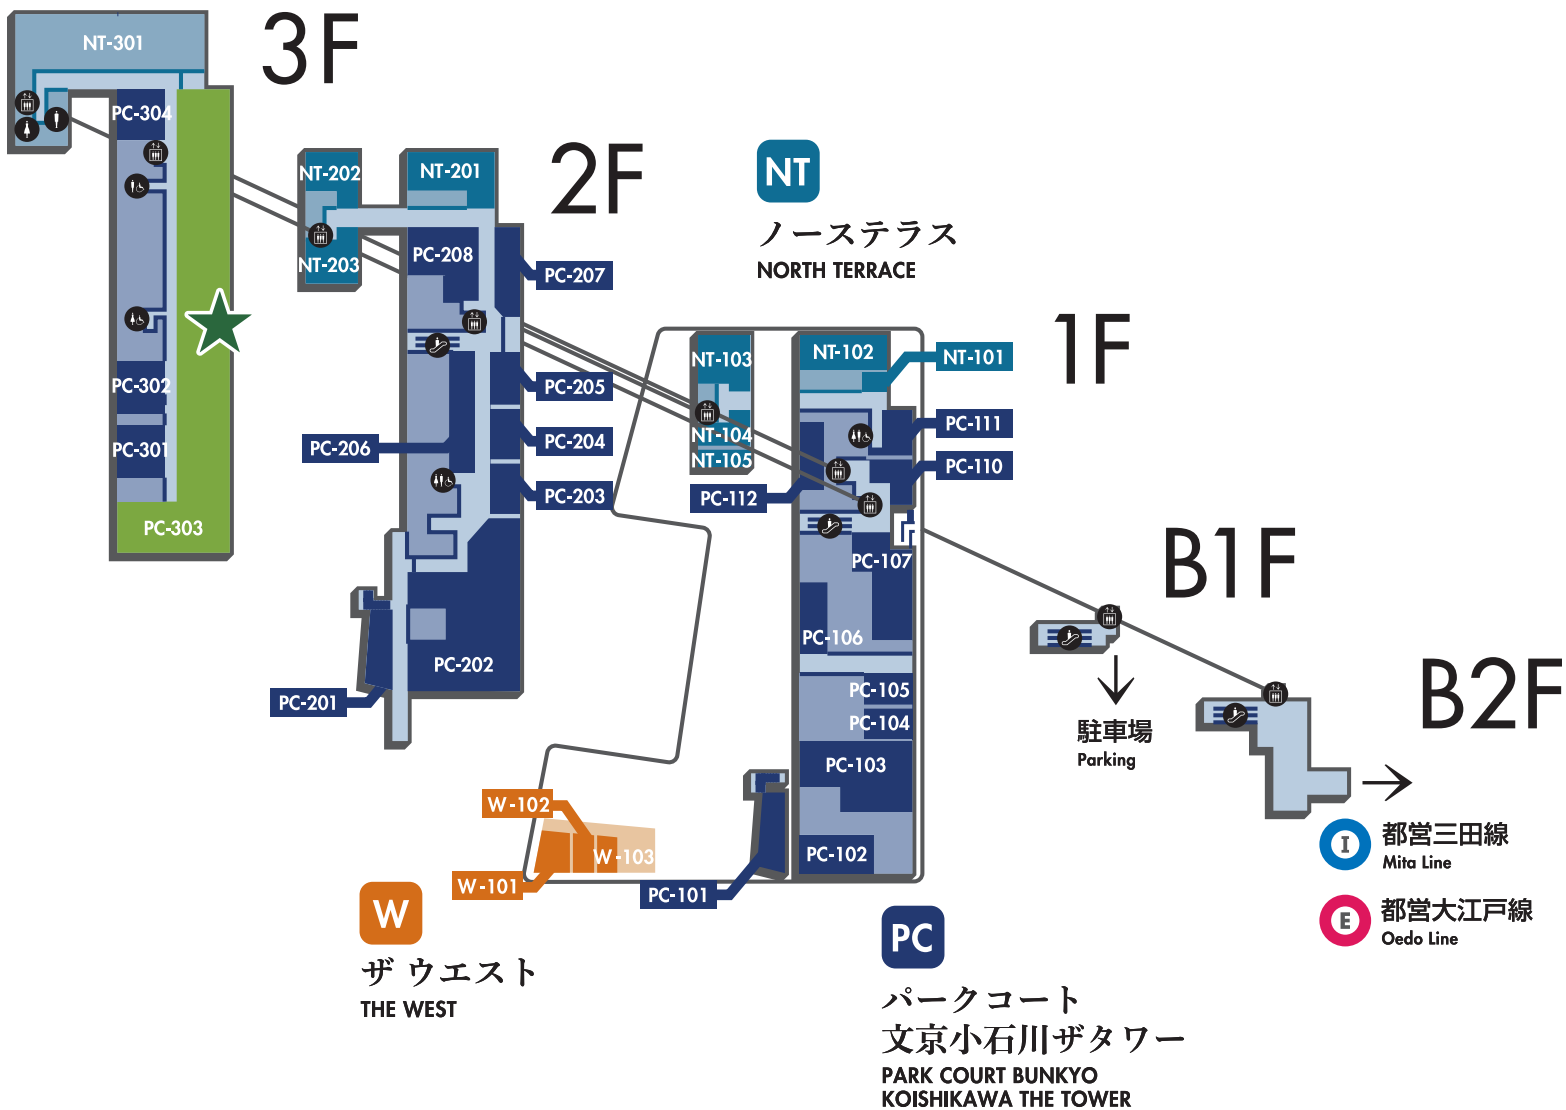 3F
NT-301
PC-304
PC-302
PC-301
PC-303
2F
NT-202
NT-201
NT-203
PC-208
PC-207
PC-205
PC-206
PC-204
PC-203
PC-202
PC-201
NT
ノーステラス
NORTH TERRACE
1F
NT-103
NT-102
NT-101
NT-104
NT-105
PC-111
PC-110
PC-112
PC-107
PC-106
PC-105
PC-104
PC-103
PC-102
PC-101
W-102
W-103
W-101
W
ザ ウエスト
THE WEST
PC
パークコート
文京小石川ザタワー
PARK COURT BUNKYO
KOISHIKAWA THE TOWER
B1F
駐車場
Parking
B2F
I
都営三田線
Mita Line
E
都営大江戸線
Oedo Line